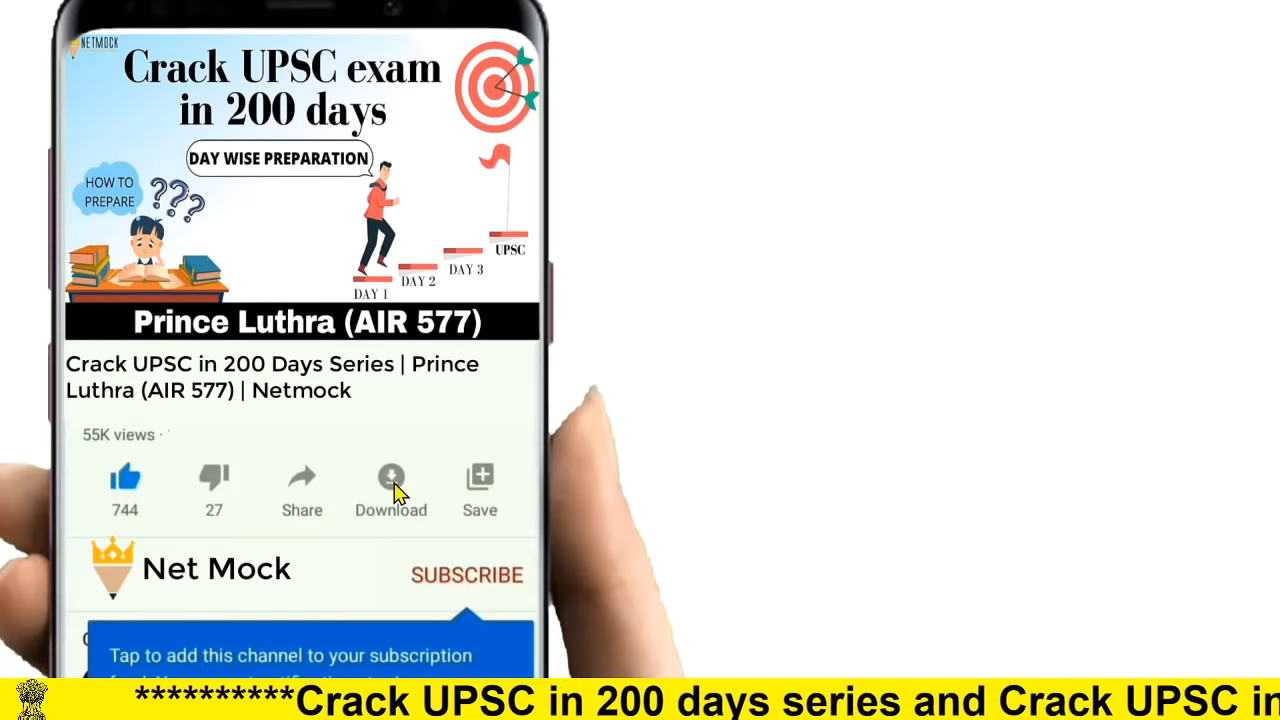 NETMOCK
Crack UPSC exam
in 200 days
DAY WISE PREPARATION
HOW TO
PREPARE
???
UPSC
DAY 3
DAY 2
DAY 1
Prince Luthra (AIR 577)
Crack UPSC in 200 Days Series | Prince
Luthra (AIR 577) | Netmock
55K views ·
744
27
Share
Download
Save
Net Mock
SUBSCRIBE
Tap to add this channel to your subscription
**********Crack UPSC in 200 days series and Crack UPSC in